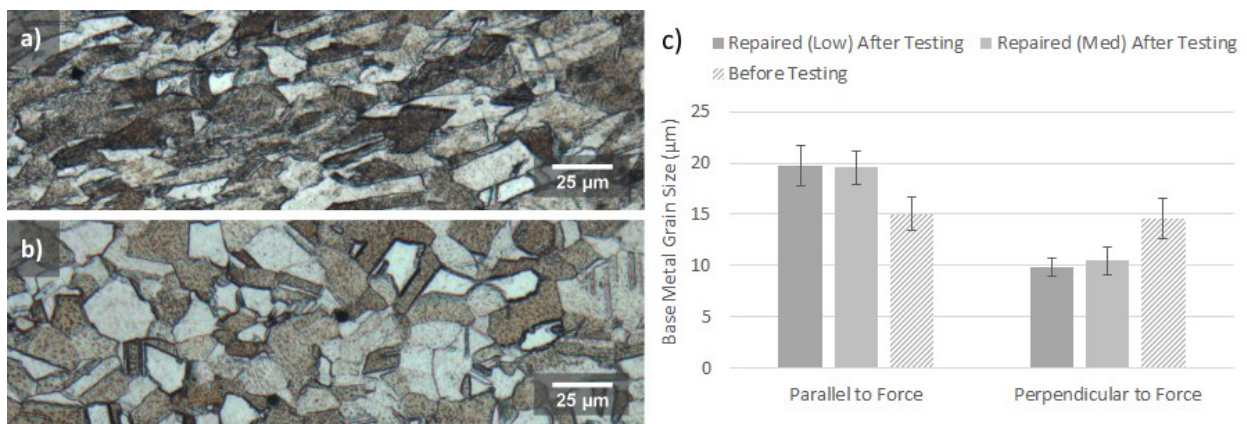 a)
25 µm
b)
25 µm
c)
Repaired (Low) After Testing
Repaired (Med) After Testing
Before Testing
Base Metal Grain Size (µm)
25
20
15
10
5
0
Parallel to Force
Perpendicular to Force